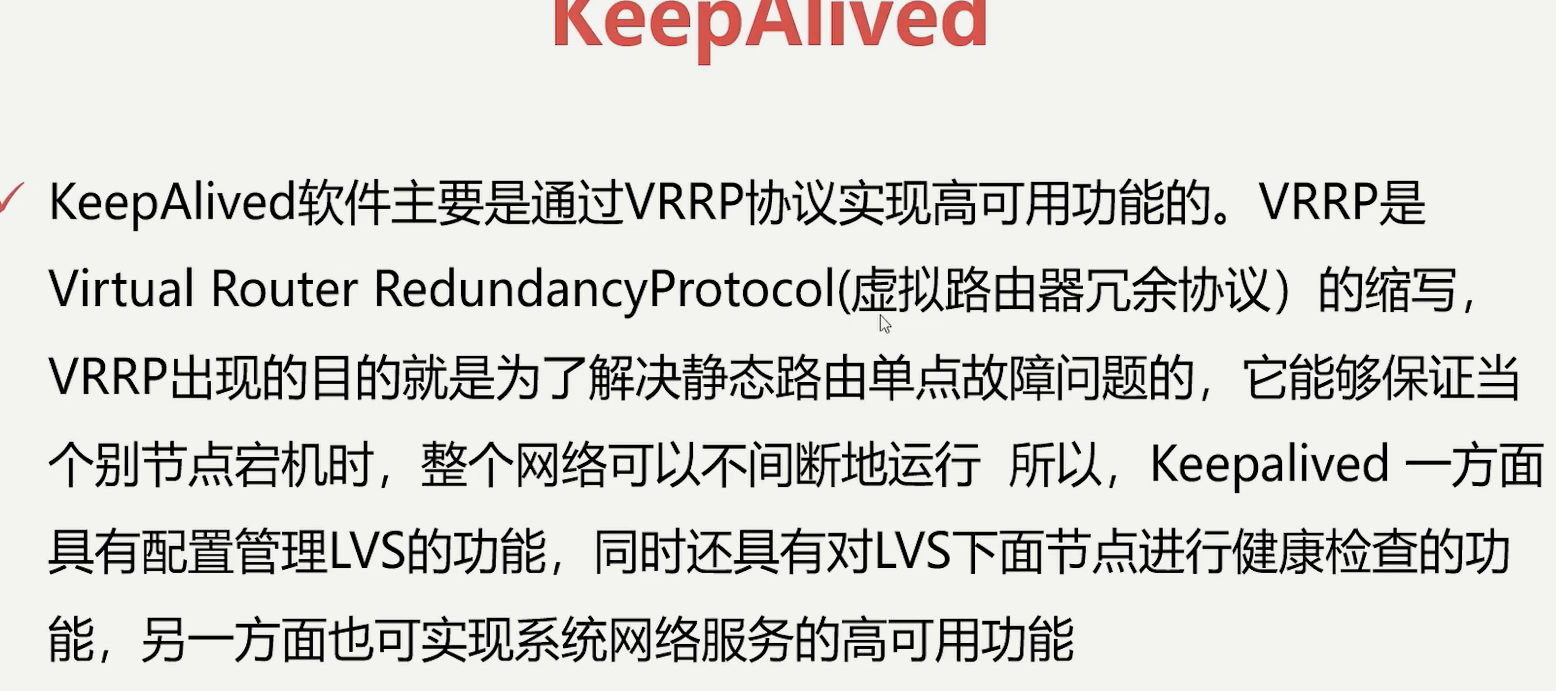 KeepAlived
KeepAlived软件主要是通过VRRP协议实现高可用功能的。VRRP是
Virtual Router RedundancyProtocol(虚拟路由器冗余协议）的缩写，
VRRP出现的目的就是为了解决静态路由单点故障问题的，它能够保证当
个别节点宕机时，整个网络可以不间断地运行 所以，Keepalived 一方面
具有配置管理LVS的功能，同时还具有对LVS下面节点进行健康检查的功
能，另一方面也可实现系统网络服务的高可用功能